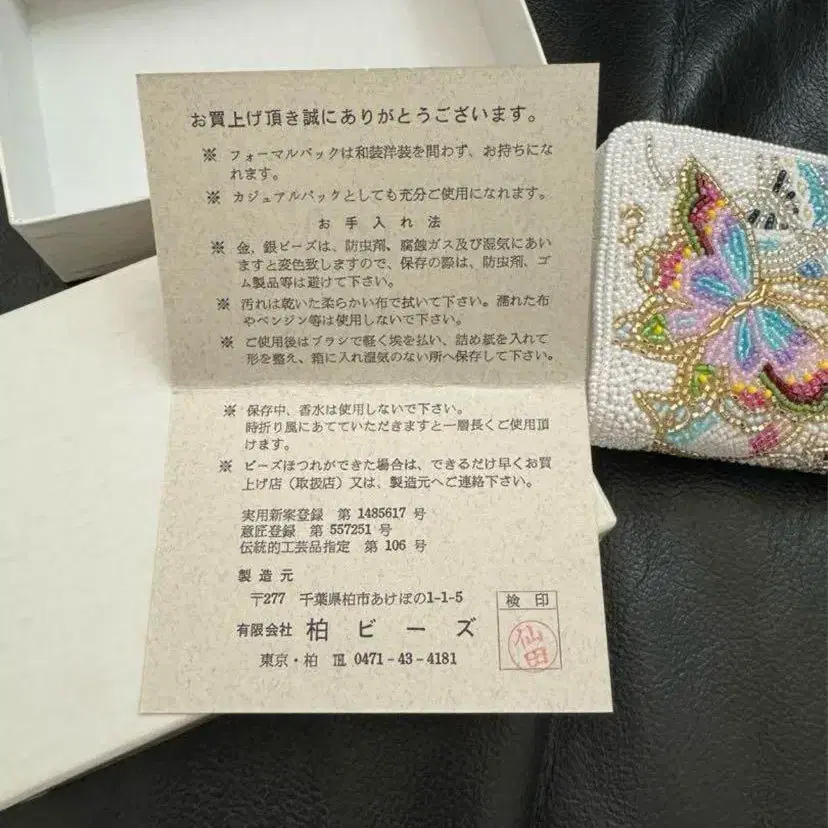 お買上げ頂き誠にありがとうございます。
※ フォーマルバックは和装洋装を問わず、お持ちにな
れます。
※ カジュアルバックとしても充分ご使用になれます。
お手入れ法
※ 金、銀ビーズは、防虫剤、腐蝕ガス及び湿気にあい
ますと変色致しますので、保存の際は、防虫剤、ゴ
ム製品等は避けて下さい。
※ 汚れは乾いた柔らかい布で拭いて下さい。濡れた布
やベンジン等は使用しないで下さい。
※ ご使用後はブラシで軽く埃を払い、詰め紙を入れて
形を整え、箱に入れ湿気のない所へ保存して下さい。
※ 保存中、香水は使用しないで下さい。
時折り風にあてていただきますと一層長くご使用頂
けます。
※ ビーズほつれができた場合は、できるだけ早くお買
上げ店（取扱店）又は、製造元へご連絡下さい。
実用新案登録 第 1485617 号
意匠登録 第 557251 号
伝統的工芸品指定 第 106 号
製造元
〒277 千葉県柏市あけぼの1-1-5
有限会社 柏ビーズ
東京・柏 ℡ 0471-43-4181
検印
仙田